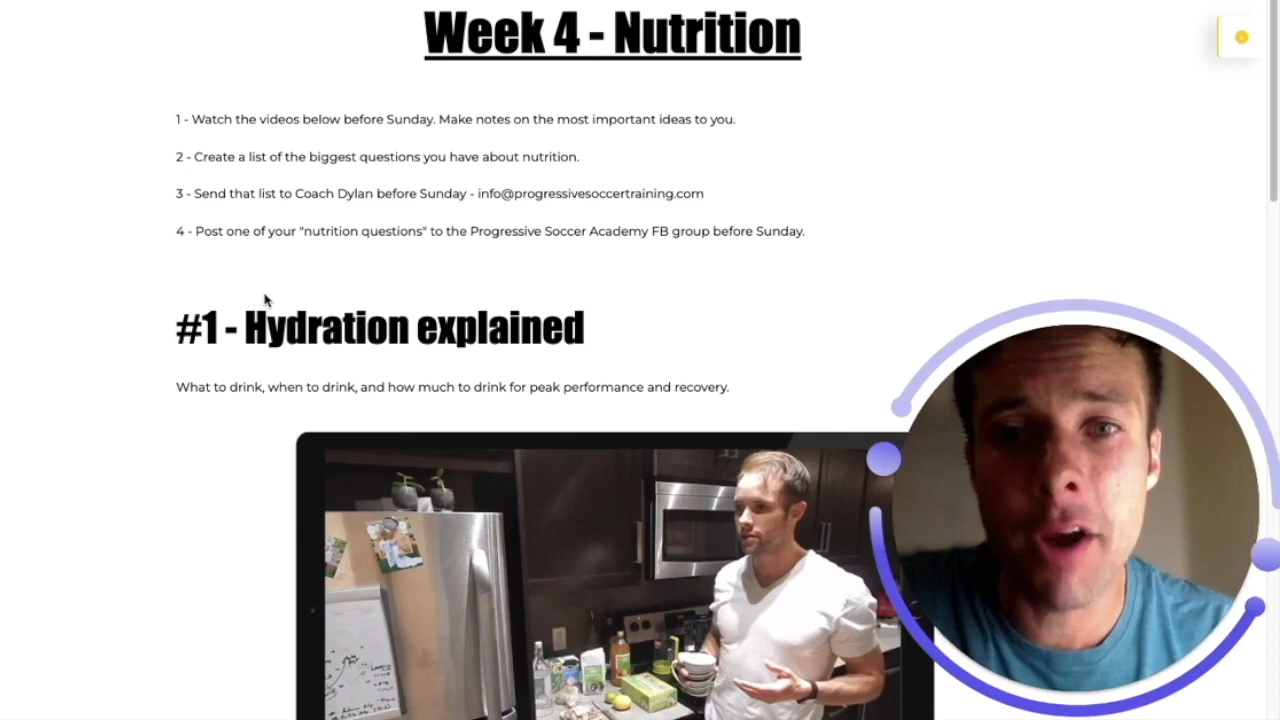 Week 4 - Nutrition
1 - Watch the videos below before Sunday. Make notes on the most important ideas to you.
2 - Create a list of the biggest questions you have about nutrition.
3 - Send that list to Coach Dylan before Sunday - info@progressivesoccertraining.com
4 - Post one of your "nutrition questions" to the Progressive Soccer Academy FB group before Sunday.
#1 - Hydration explained
What to drink, when to drink, and how much to drink for peak performance and recovery.